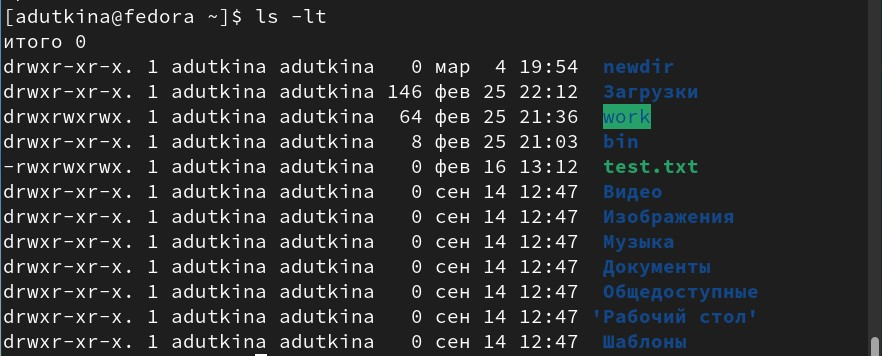 [adutkina@fedora ~]$ ls -lt
итого 0
drwxr-xr-x. 1 adutkina adutkina   0 мар  4 19:54  newdir
drwxr-xr-x. 1 adutkina adutkina 146 фев 25 22:12  Загрузки
drwxrwxrwx. 1 adutkina adutkina  64 фев 25 21:36  work
drwxr-xr-x. 1 adutkina adutkina   8 фев 25 21:03  bin
-rwxrwxrwx. 1 adutkina adutkina   0 фев 16 13:12  test.txt
drwxr-xr-x. 1 adutkina adutkina   0 сен 14 12:47  Видео
drwxr-xr-x. 1 adutkina adutkina   0 сен 14 12:47  Изображения
drwxr-xr-x. 1 adutkina adutkina   0 сен 14 12:47  Музыка
drwxr-xr-x. 1 adutkina adutkina   0 сен 14 12:47  Документы
drwxr-xr-x. 1 adutkina adutkina   0 сен 14 12:47  Общедоступные
drwxr-xr-x. 1 adutkina adutkina   0 сен 14 12:47 'Рабочий стол'
drwxr-xr-x. 1 adutkina adutkina   0 сен 14 12:47  Шаблоны